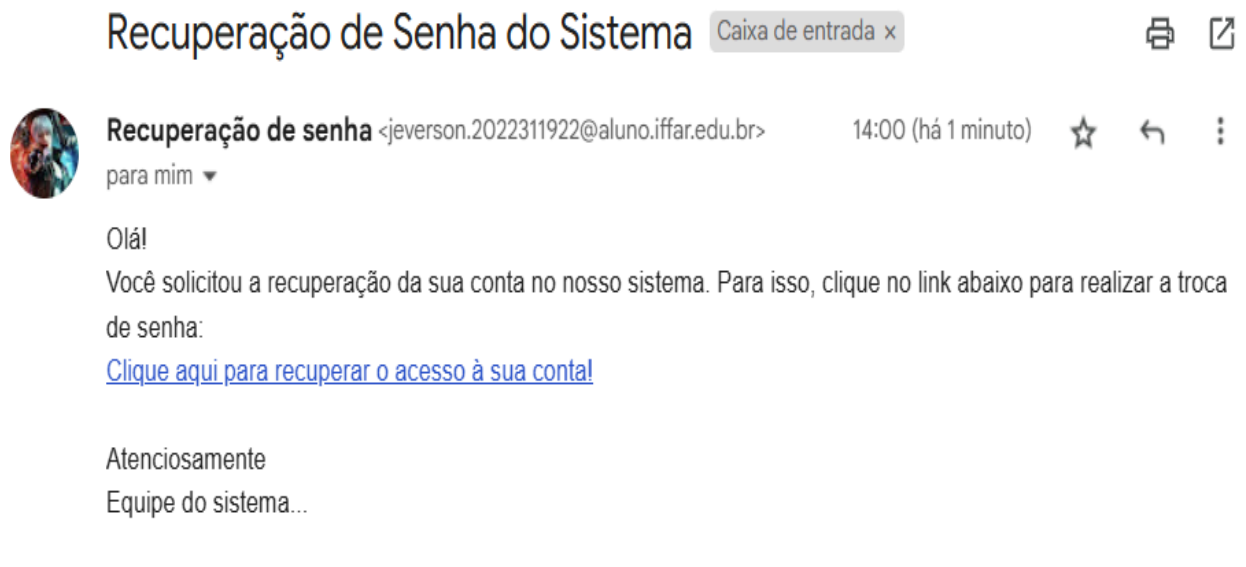 Recuperação de Senha do Sistema Caixa de entrada ×
Recuperação de senha <jeverson.2022311922@aluno.iffar.edu.br> 14:00 (há 1 minuto)
para mim
Olá!
Você solicitou a recuperação da sua conta no nosso sistema. Para isso, clique no link abaixo para realizar a troca
de senha:
Clique aqui para recuperar o acesso à sua conta!
Atenciosamente
Equipe do sistema...